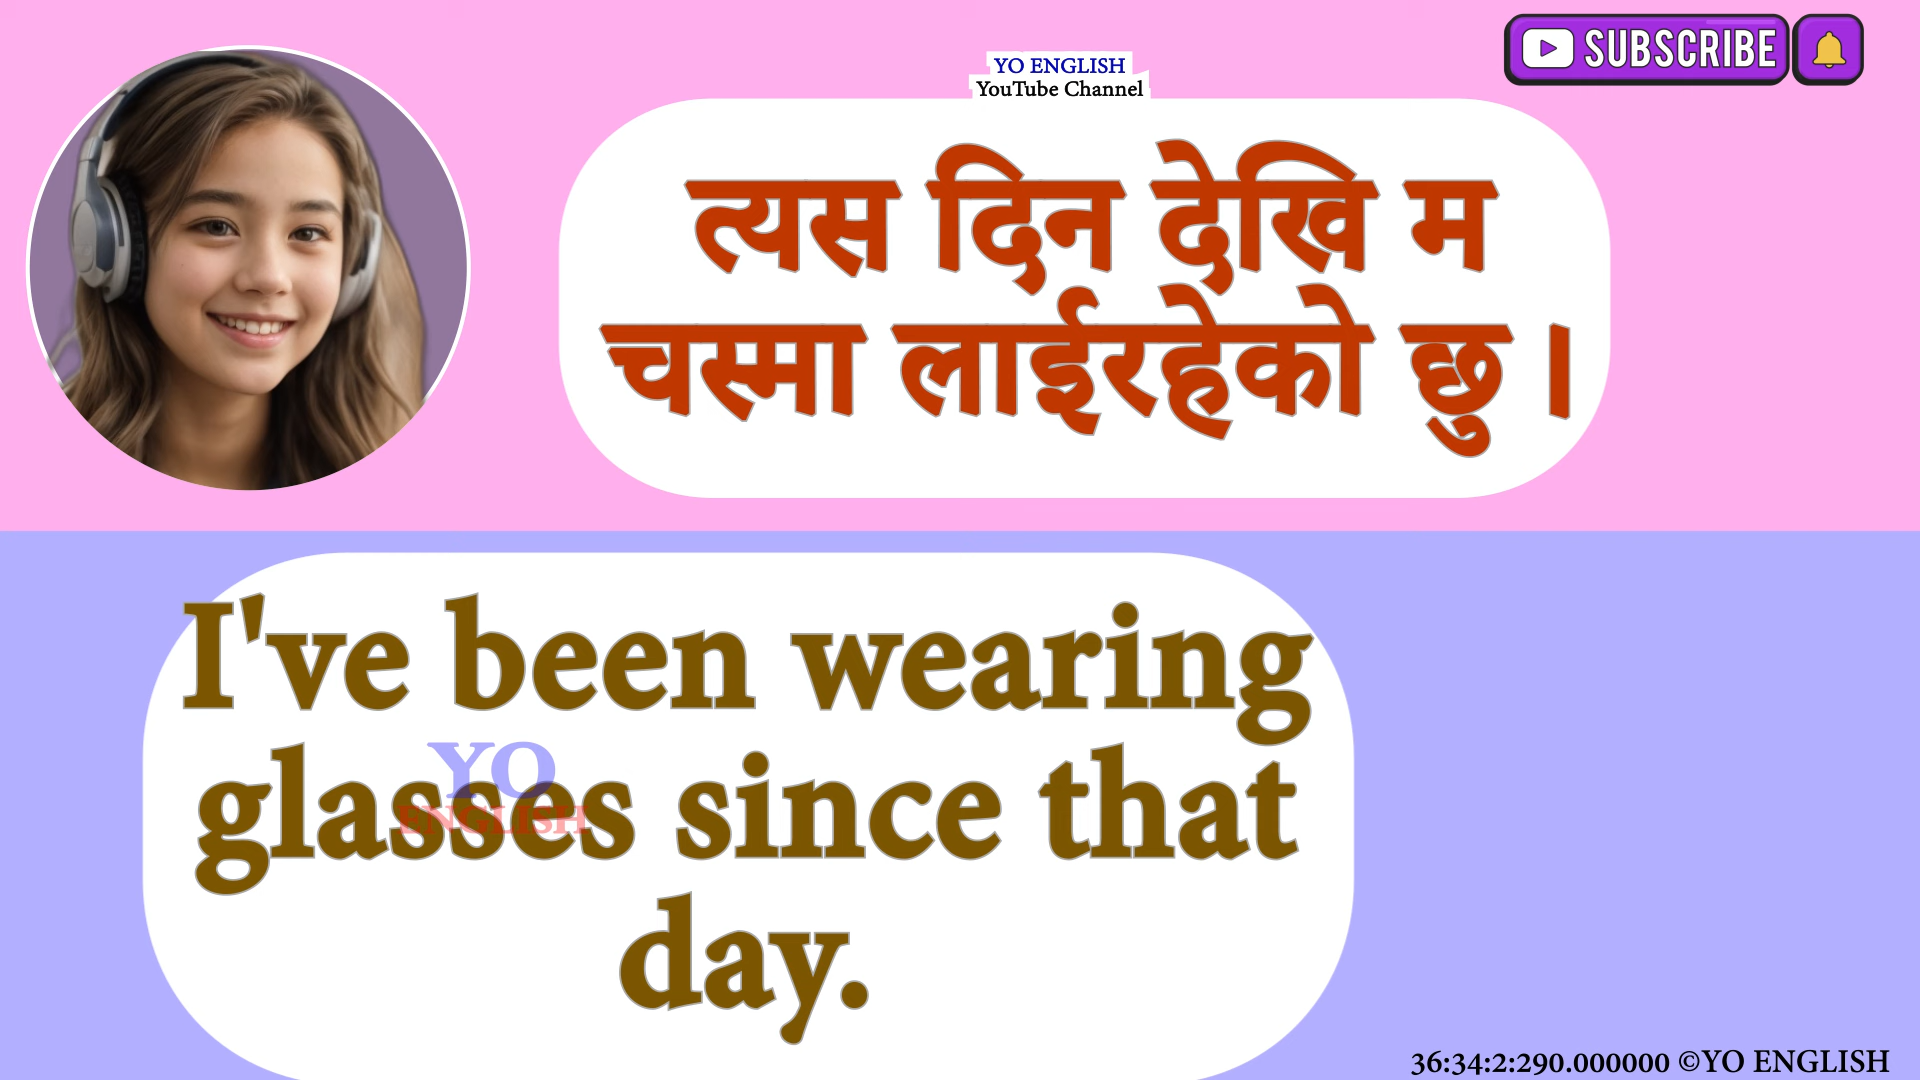 SUBSCRIBE
YO ENGLISH
YouTube Channel
त्यस दिन देखि म
चस्मा लाईरहेको छु ।
I've been wearing
glasses since that
day.
YO
ENGLISH
36:34:2:290.000000 ©YO ENGLISH